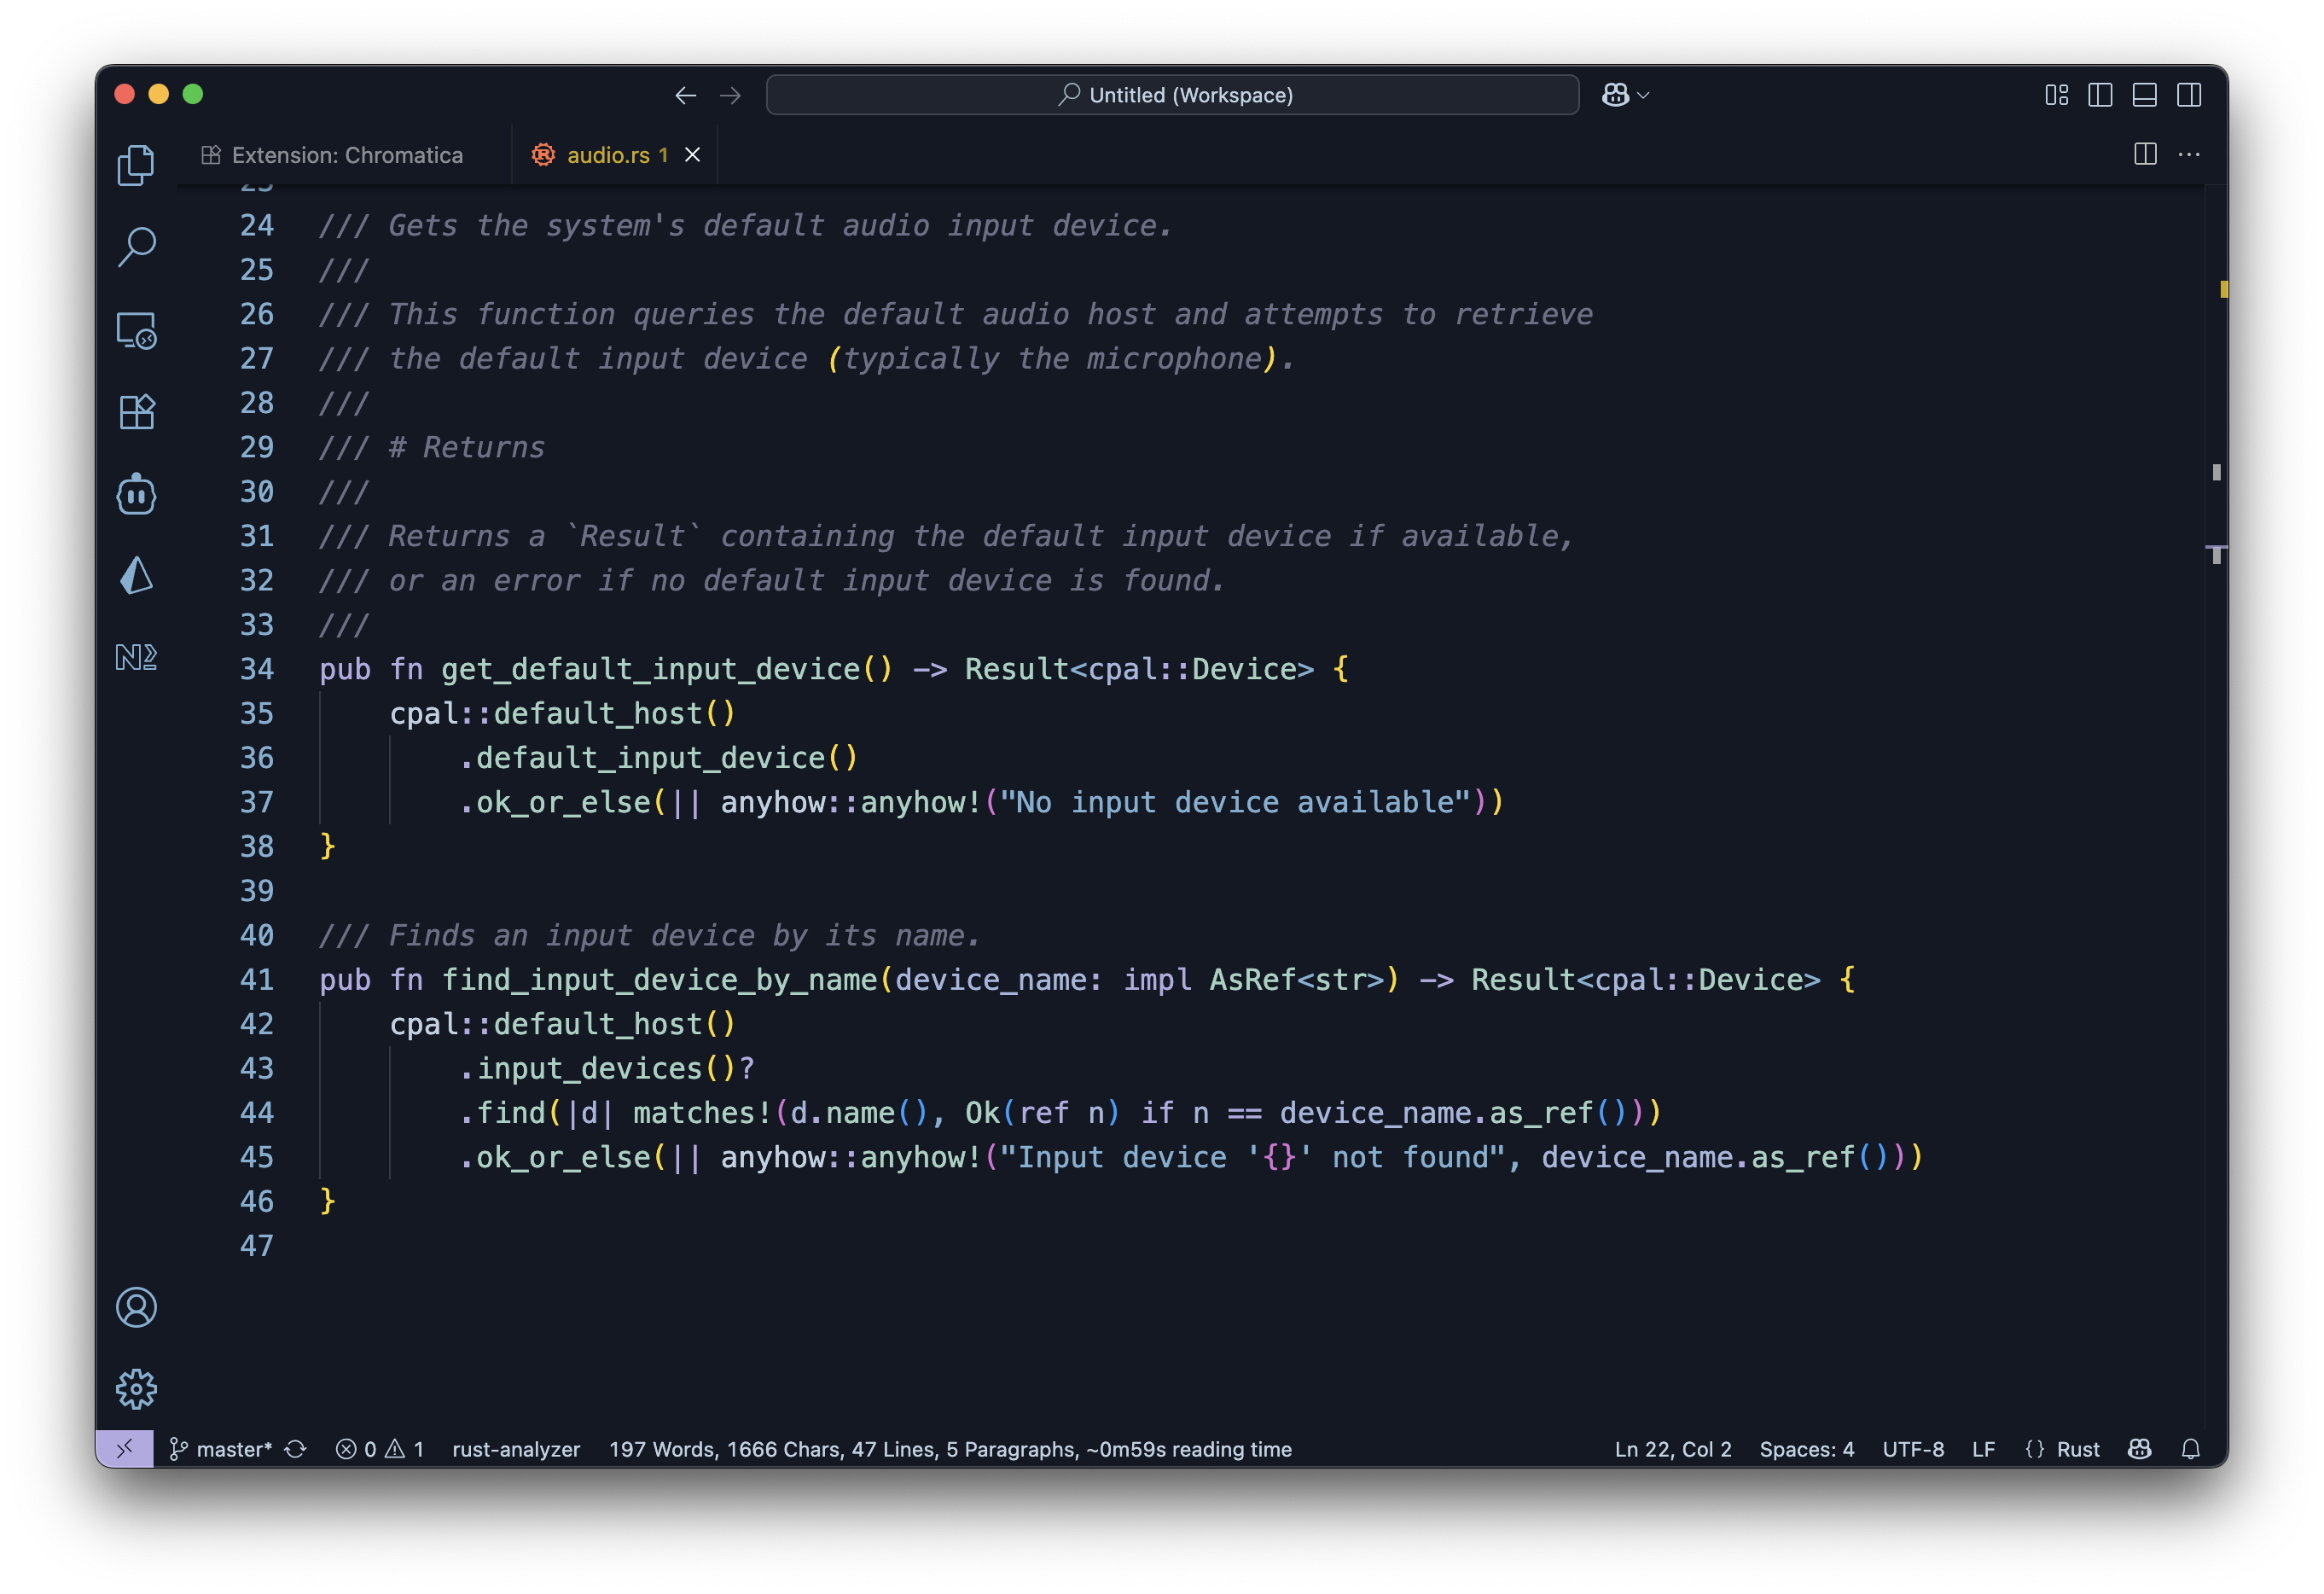 Untitled (Workspace)
Extension: Chromatica
audio.rs 1
24 /// Gets the system's default audio input device.
25 ///
26 /// This function queries the default audio host and attempts to retrieve
27 /// the default input device (typically the microphone).
28 ///
29 /// # Returns
30 ///
31 /// Returns a `Result` containing the default input device if available,
32 /// or an error if no default input device is found.
33 ///
34 pub fn get_default_input_device() -> Result<cpal::Device> {
35     cpal::default_host()
36         .default_input_device()
37         .ok_or_else(|| anyhow::anyhow!("No input device available"))
38 }
39
40 /// Finds an input device by its name.
41 pub fn find_input_device_by_name(device_name: impl AsRef<str>) -> Result<cpal::Device> {
42     cpal::default_host()
43         .input_devices()?
44         .find(|d| matches!(d.name(), Ok(ref n) if n == device_name.as_ref()))
45         .ok_or_else(|| anyhow::anyhow!("Input device '{}' not found", device_name.as_ref()))
46 }
47
master* 0 1 rust-analyzer 197 Words, 1666 Chars, 47 Lines, 5 Paragraphs, ~0m59s reading time Ln 22, Col 2 Spaces: 4 UTF-8 LF {} Rust